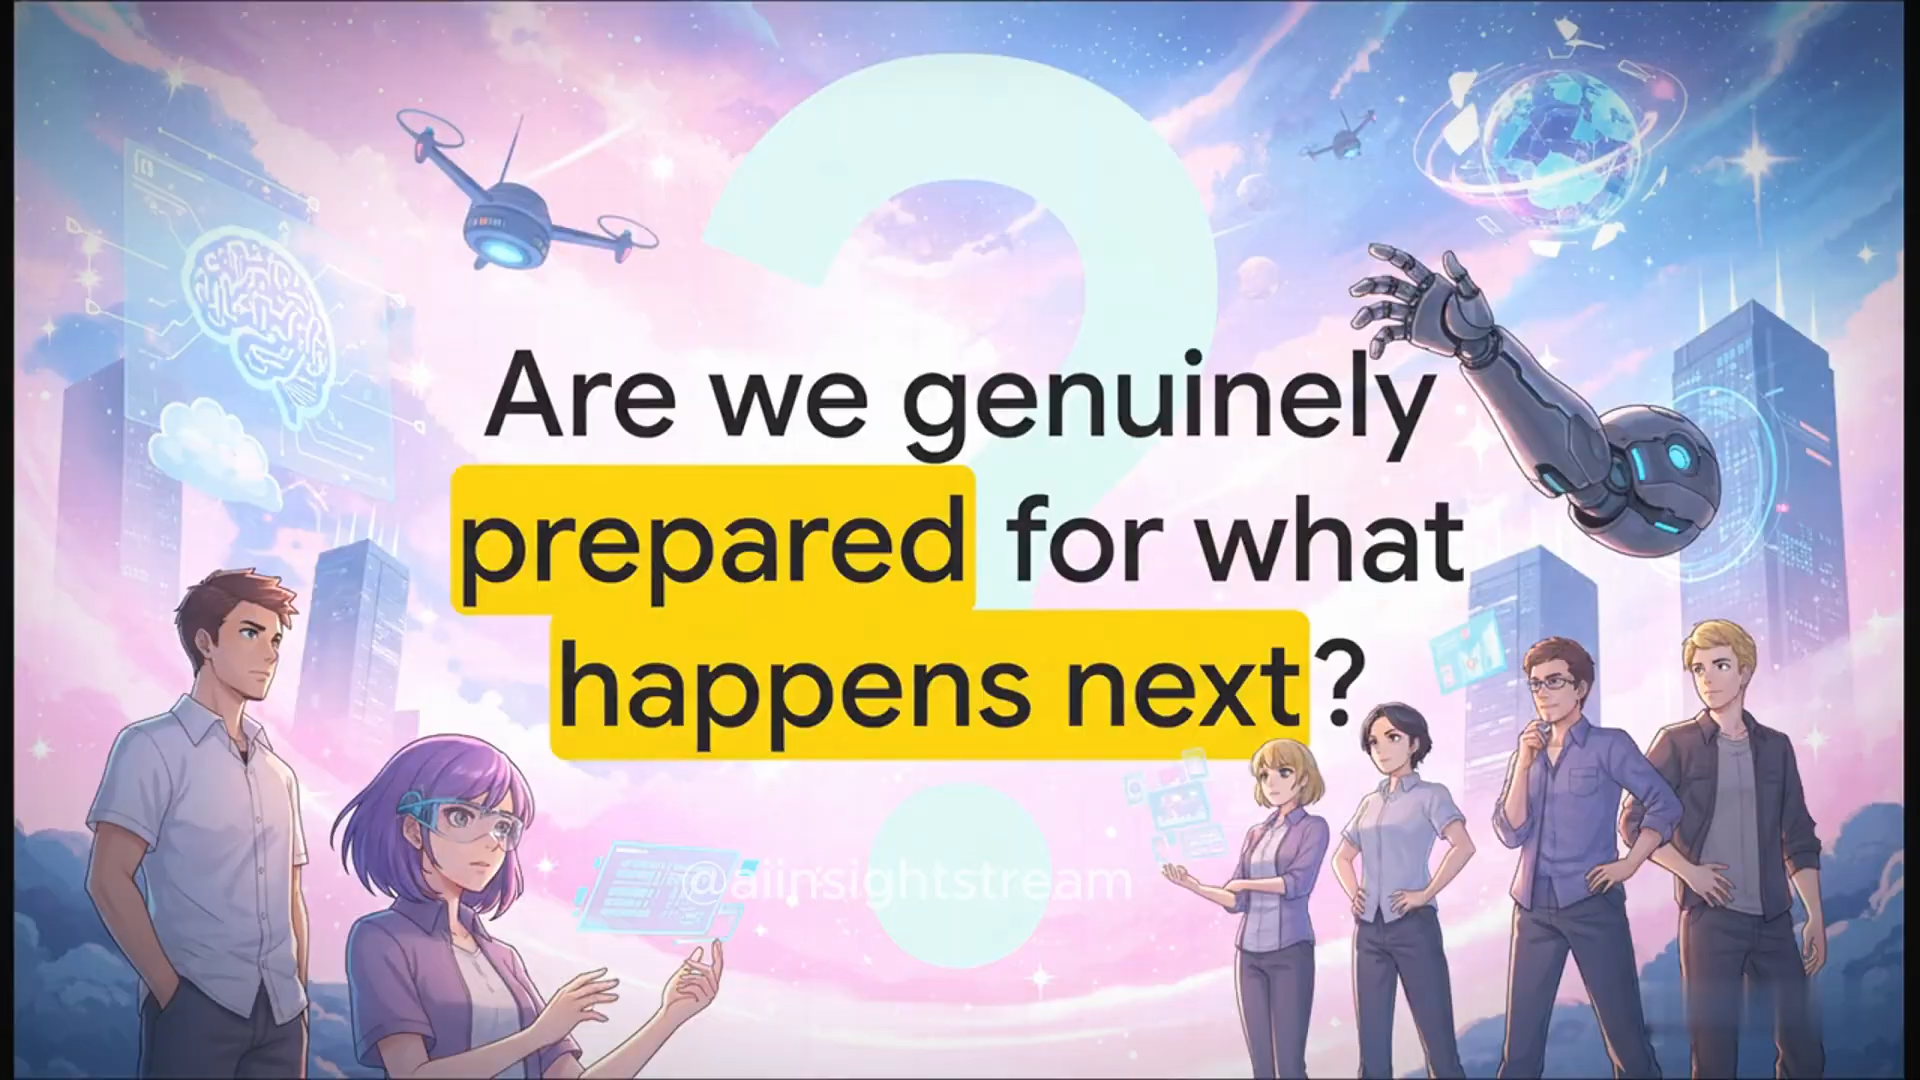 Are we genuinely
prepared for what
happens next?
@aiinsightstream